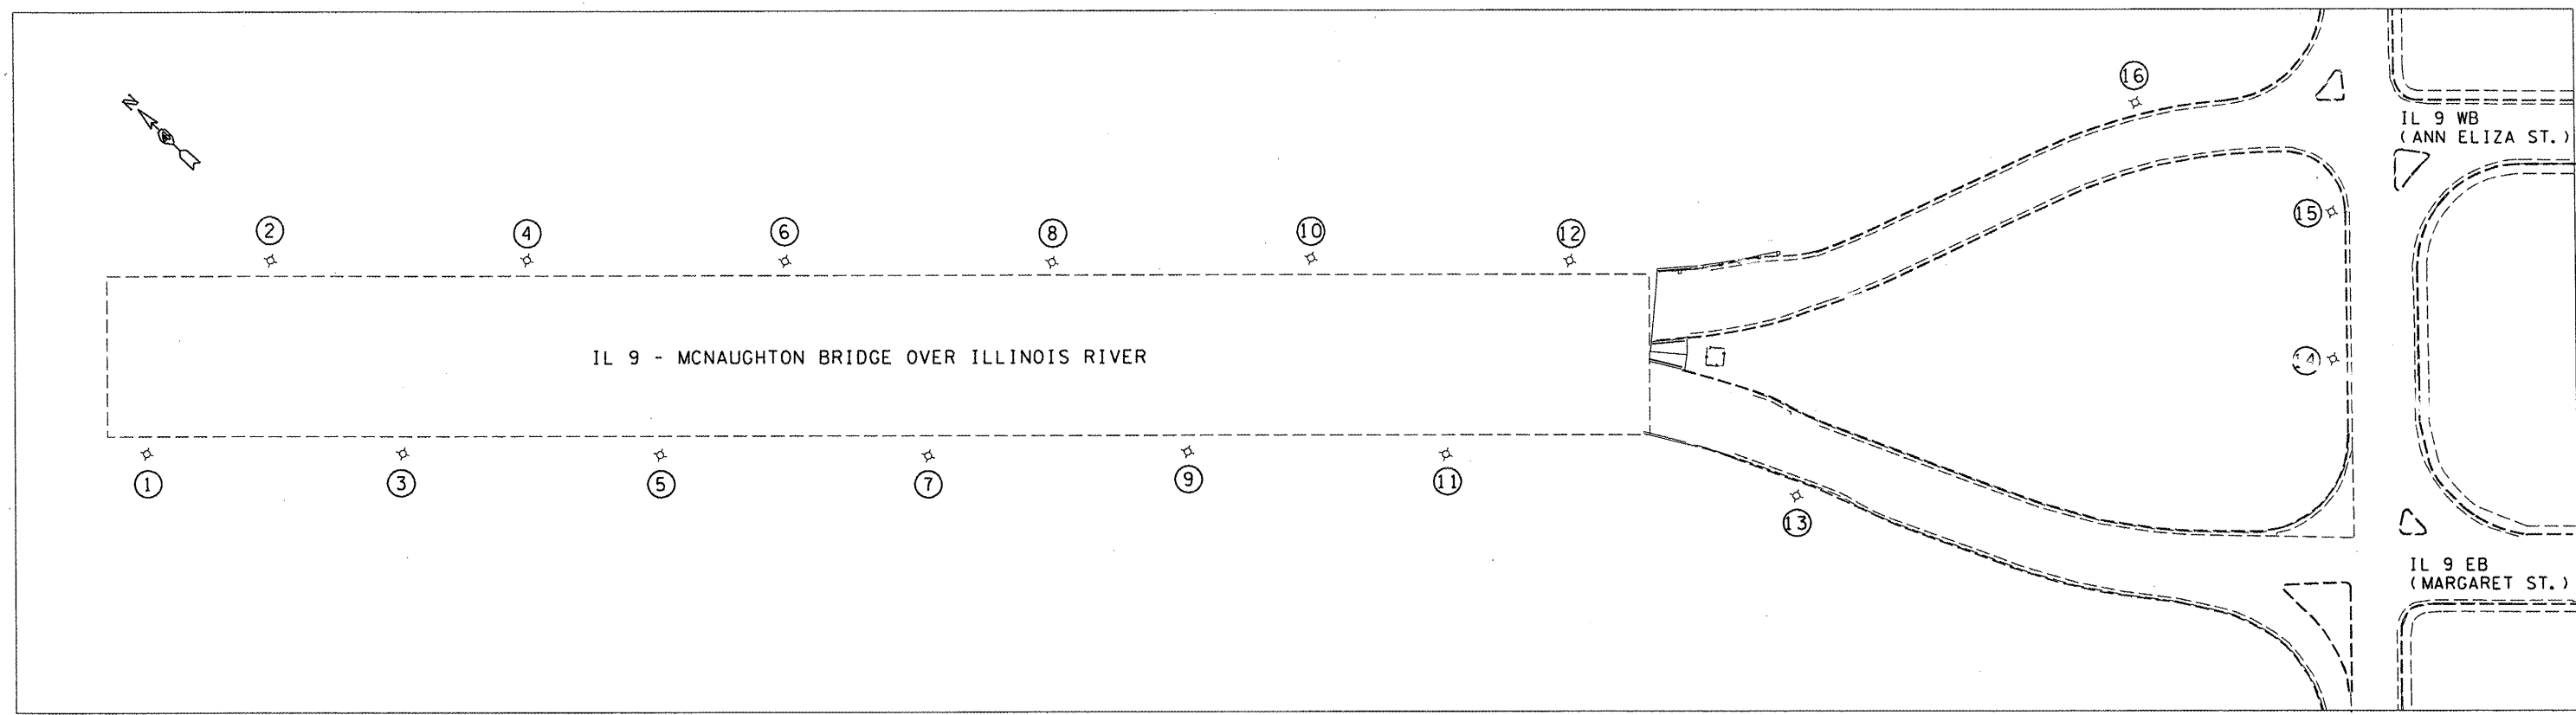 N
16
IL 9 WB
(ANN ELIZA ST.)
2
4
6
8
10
12
15
IL 9 - MCNAUGHTON BRIDGE OVER ILLINOIS RIVER
14
1
3
5
7
9
11
13
IL 9 EB
(MARGARET ST.)